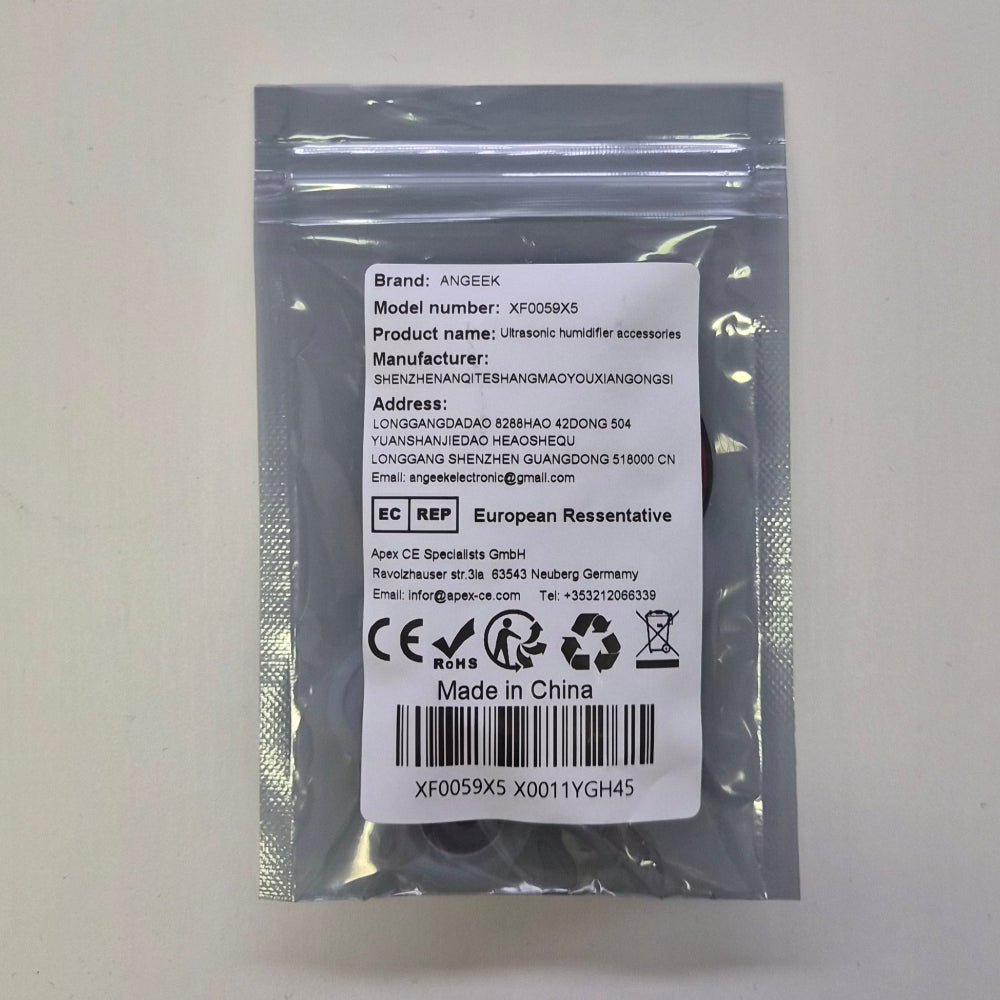 Brand: ANGEEK
Model number: XF0059X5
Product name: Ultrasonic humidifier accessories
Manufacturer:
SHENZHENANQITESHANGMAOYOUXIANGONGSI
Address:
LONGGANGDADAO 8288HAO 42DONG 504
YUANSHANJIEDAO HEAOSHEQU
LONGGANG SHENZHEN GUANGDONG 518000 CN
Email: angeekelectronic@gmail.com
EC REP European Ressentative
Apex CE Specialists GmbH
Ravolzhauser str.3la 63543 Neuberg Germamy
Email: infor@apex-ce.com Tel: +353212066339
CE RoHS
Made in China
XF0059X5 X0011YGH45